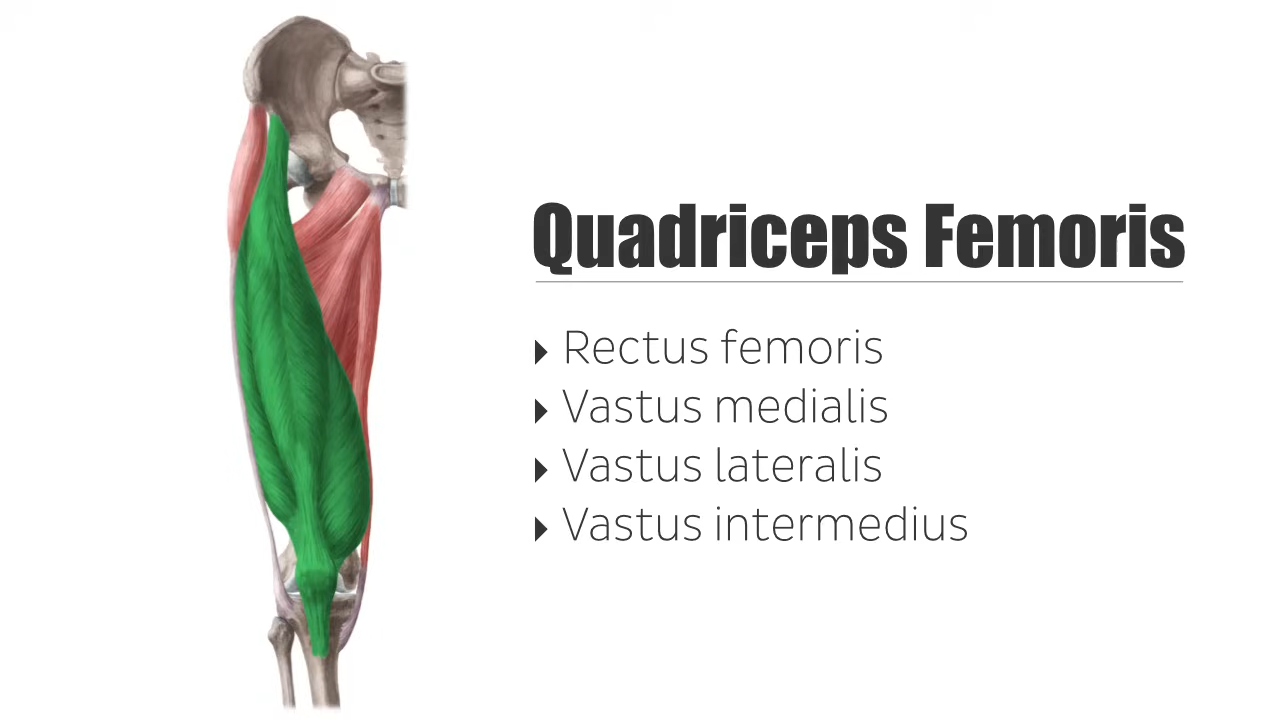 Quadriceps Femoris
Rectus femoris
Vastus medialis
Vastus lateralis
Vastus intermedius